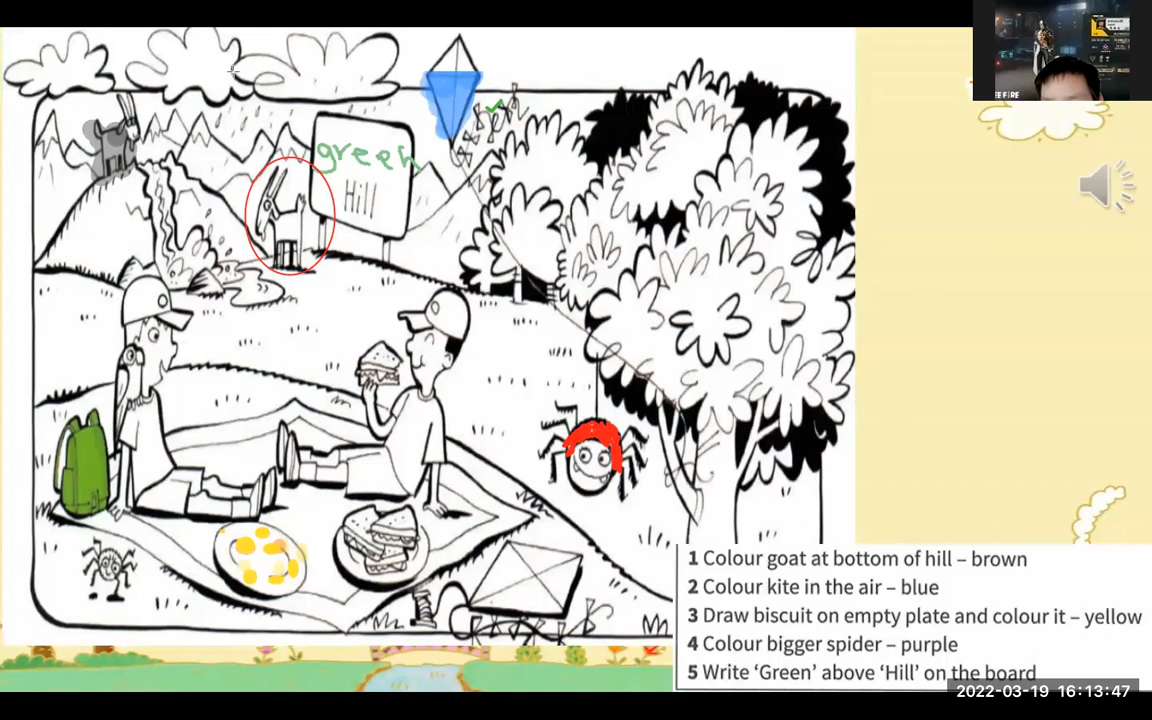 green
Hill
1 Colour goat at bottom of hill – brown
2 Colour kite in the air – blue
3 Draw biscuit on empty plate and colour it – yellow
4 Colour bigger spider – purple
5 Write ‘Green’ above ‘Hill’ on the board
2022-03-19 16:13:47